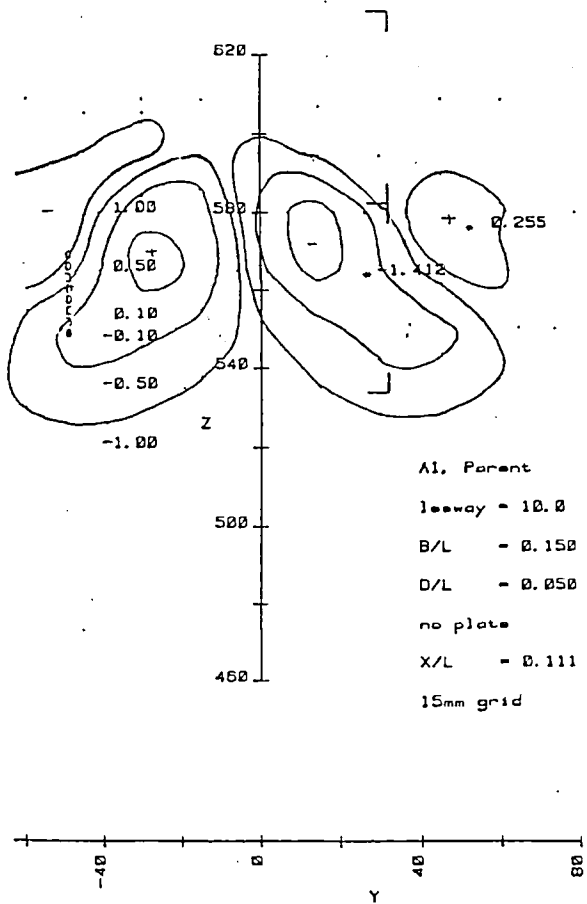 620
1.00
580
0.255
0.50
-1.412
0.10
-0.10
540
-0.50
Z
-1.00
A1, Parent
leeway = 10.0
500
B/L = 0.150
D/L = 0.050
no plate
X/L = 0.111
460
15mm grid
-40
0
40
80
Y